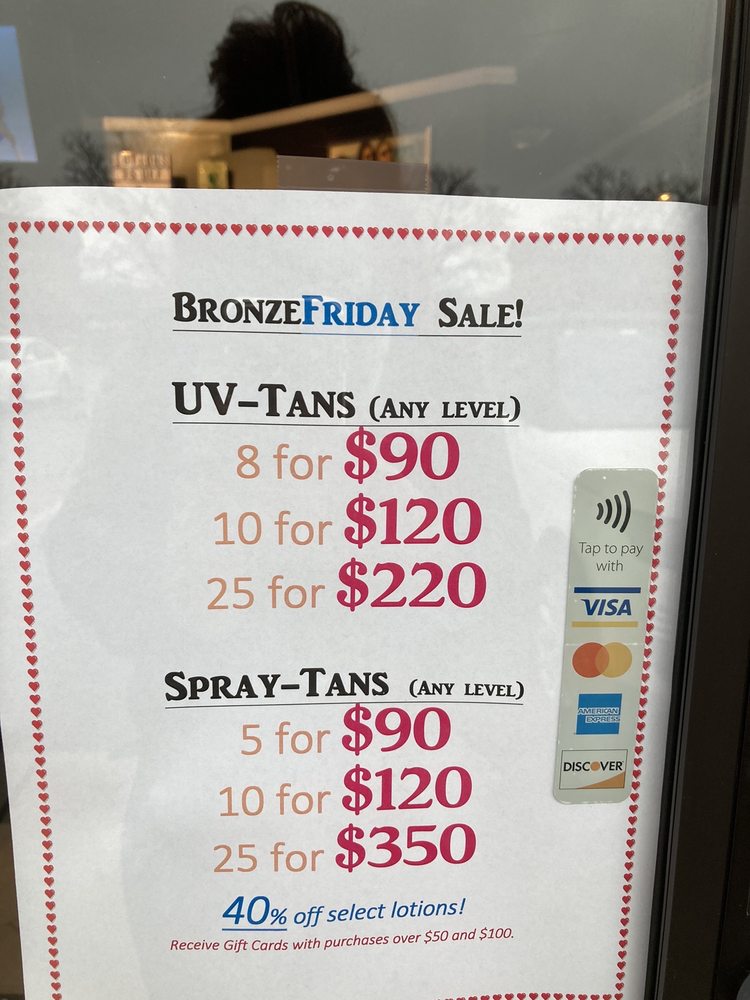 BRONZEFRIDAY SALE!
UV-TANS (ANY LEVEL)
8 for $90
10 for $120
25 for $220
SPRAY-TANS (ANY LEVEL)
5 for $90
10 for $120
25 for $350
40% off select lotions!
Receive Gift Cards with purchases over $50 and $100.
Tap to pay
with
VISA
AMERICAN
EXPRESS
DISCOVER